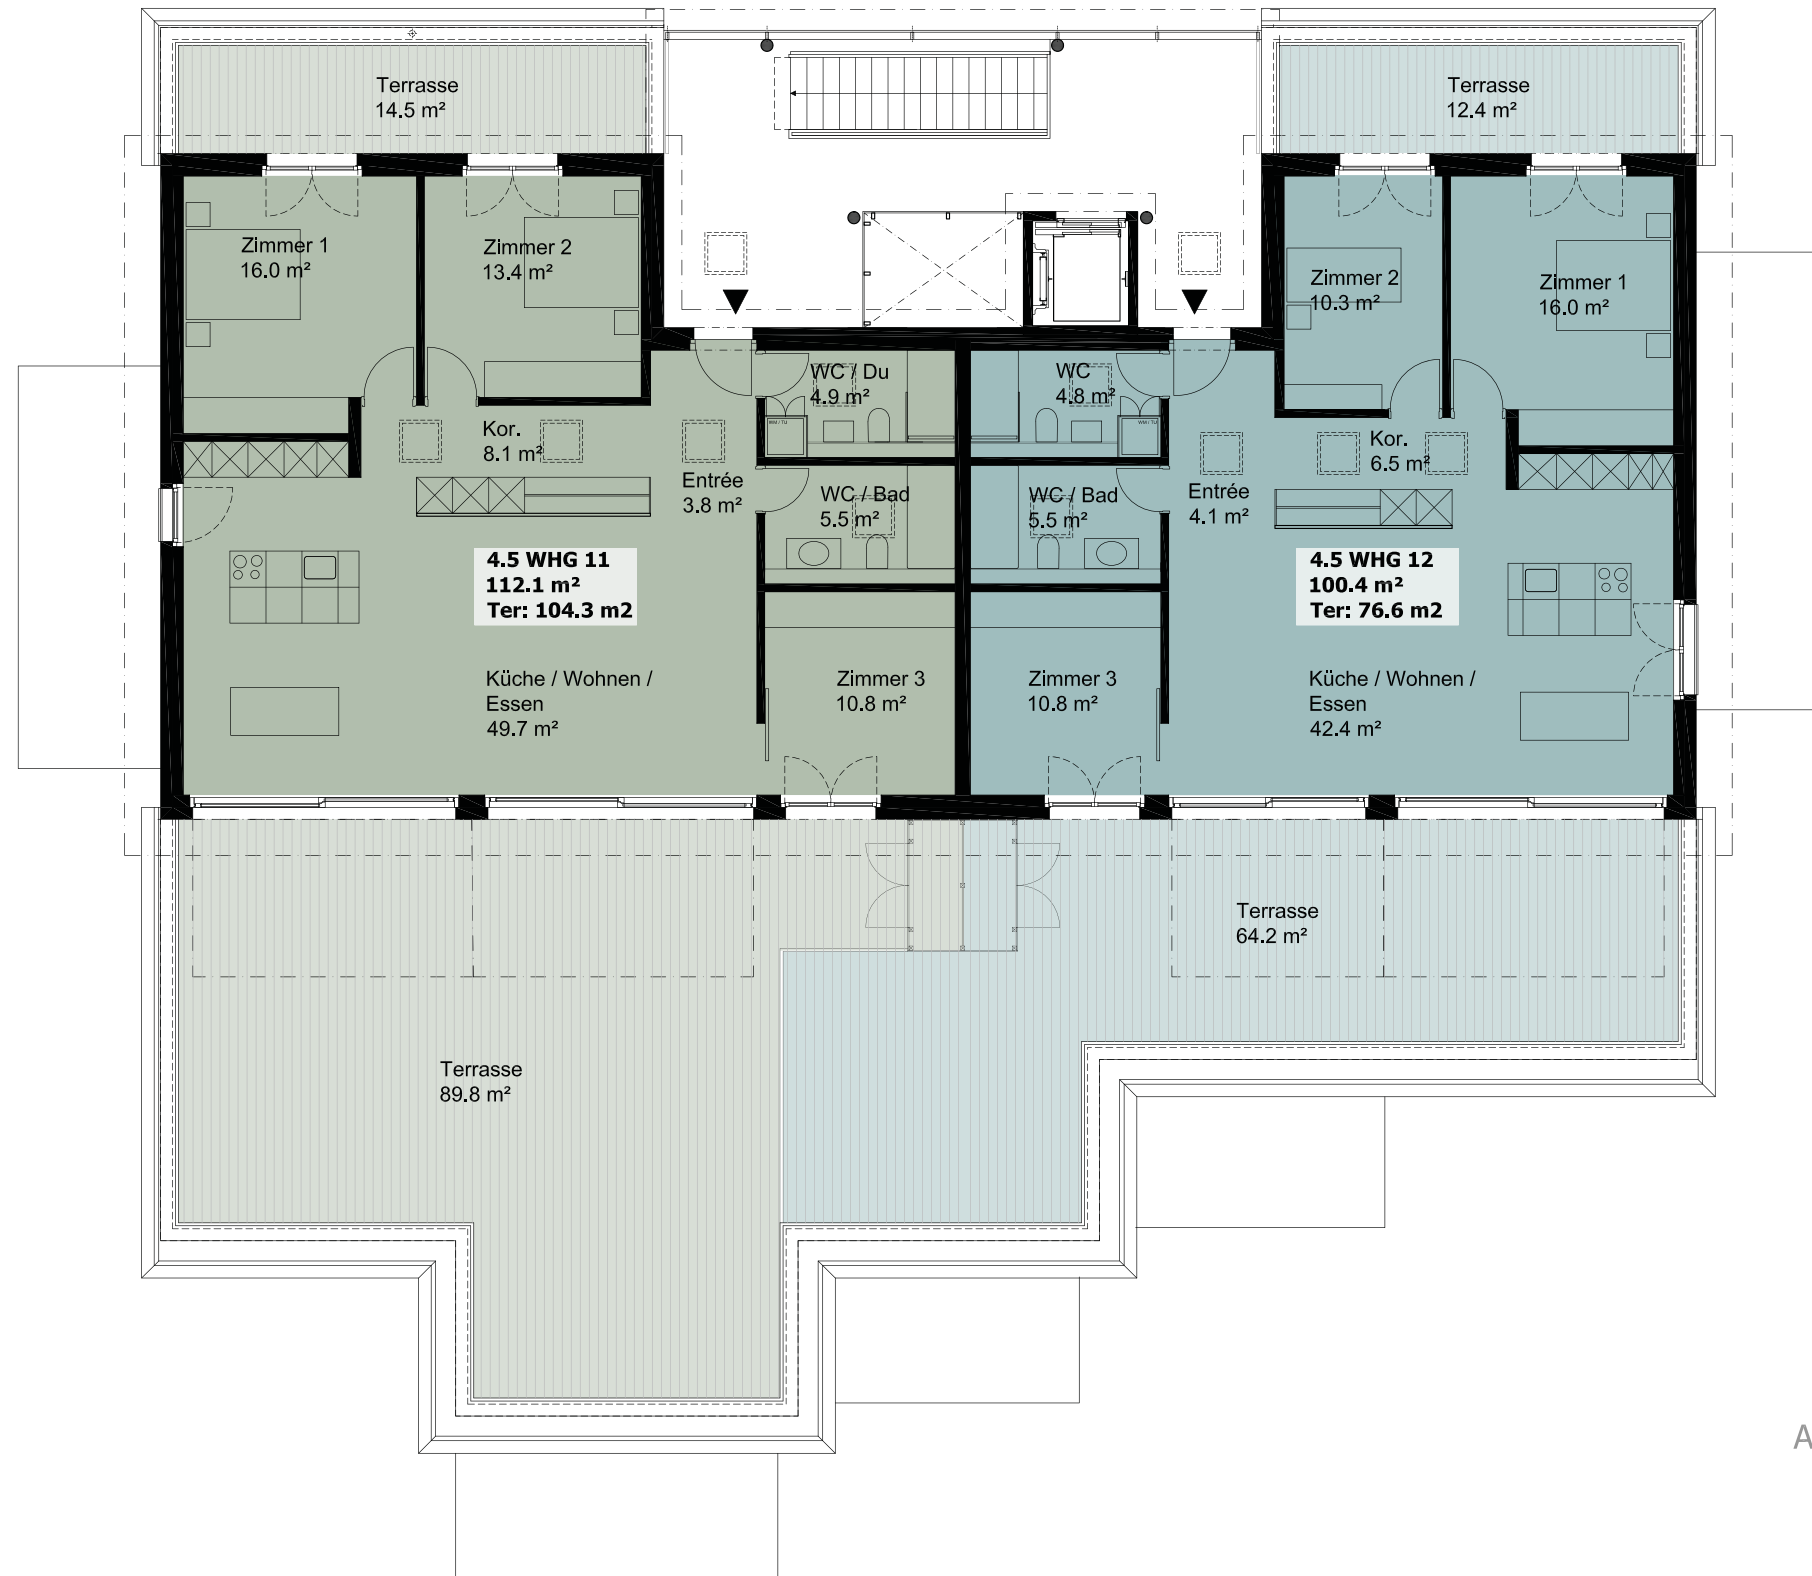 Terrasse
14.5 m²
Terrasse
12.4 m²
Zimmer 1
16.0 m²
Zimmer 2
13.4 m²
Zimmer 2
10.3 m²
Zimmer 1
16.0 m²
WC / Du
4.9 m²
WC
4.8 m²
WM / TU
WM / TU
Kor.
8.1 m²
Kor.
6.5 m²
Entrée
3.8 m²
WC / Bad
5.5 m²
WC / Bad
5.5 m²
Entrée
4.1 m²
4.5 WHG 11
112.1 m²
Ter: 104.3 m2
4.5 WHG 12
100.4 m²
Ter: 76.6 m2
Küche / Wohnen /
Essen
49.7 m²
Zimmer 3
10.8 m²
Zimmer 3
10.8 m²
Küche / Wohnen /
Essen
42.4 m²
Terrasse
64.2 m²
Terrasse
89.8 m²
A